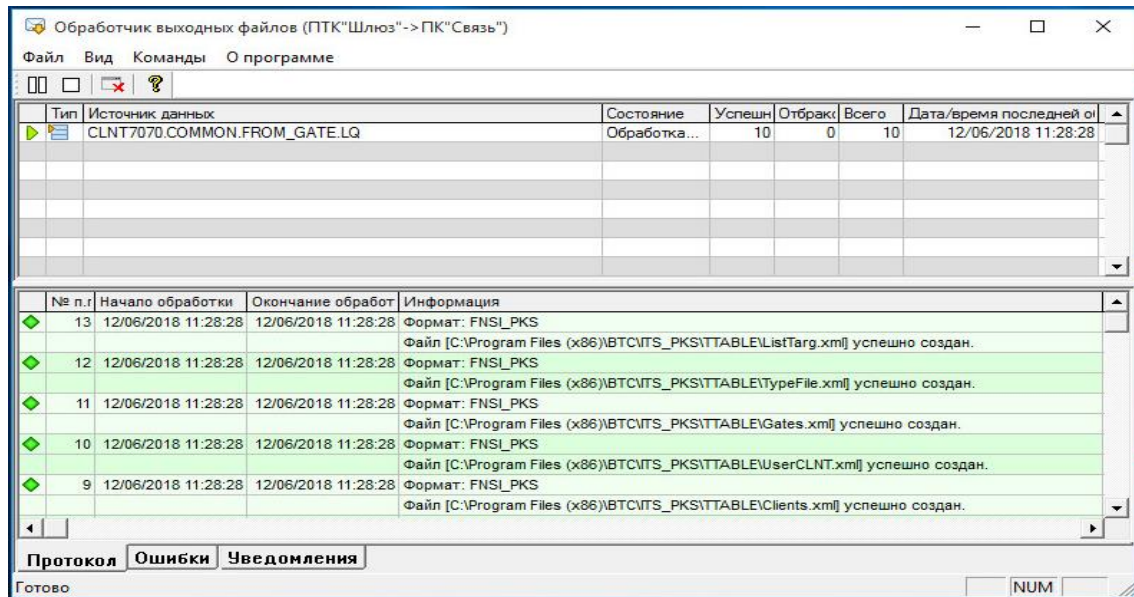 Обработчик выходных файлов (ПТК"Шлюз"->ПК"Связь")
Файл Вид Команды О программе
Тип Источник данных Состояние Успешн Отбрако Всего Дата/время последней о
CLNT7070.COMMON.FROM_GATE.LQ Обработка... 10 0 10 12/06/2018 11:28:28
№ п.г Начало обработки Окончание обработ Информация
13 12/06/2018 11:28:28 12/06/2018 11:28:28 Формат: FNSI_PKS
Файл [C:\Program Files (x86)\BTC\ITS_PKS\TTABLE\ListTarg.xml] успешно создан.
12 12/06/2018 11:28:28 12/06/2018 11:28:28 Формат: FNSI_PKS
Файл [C:\Program Files (x86)\BTC\ITS_PKS\TTABLE\TypeFile.xml] успешно создан.
11 12/06/2018 11:28:28 12/06/2018 11:28:28 Формат: FNSI_PKS
Файл [C:\Program Files (x86)\BTC\ITS_PKS\TTABLE\Gates.xml] успешно создан.
10 12/06/2018 11:28:28 12/06/2018 11:28:28 Формат: FNSI_PKS
Файл [C:\Program Files (x86)\BTC\ITS_PKS\TTABLE\UserCLNT.xml] успешно создан.
9 12/06/2018 11:28:28 12/06/2018 11:28:28 Формат: FNSI_PKS
Файл [C:\Program Files (x86)\BTC\ITS_PKS\TTABLE\Clients.xml] успешно создан.
Протокол Ошибки Уведомления
Готово NUM